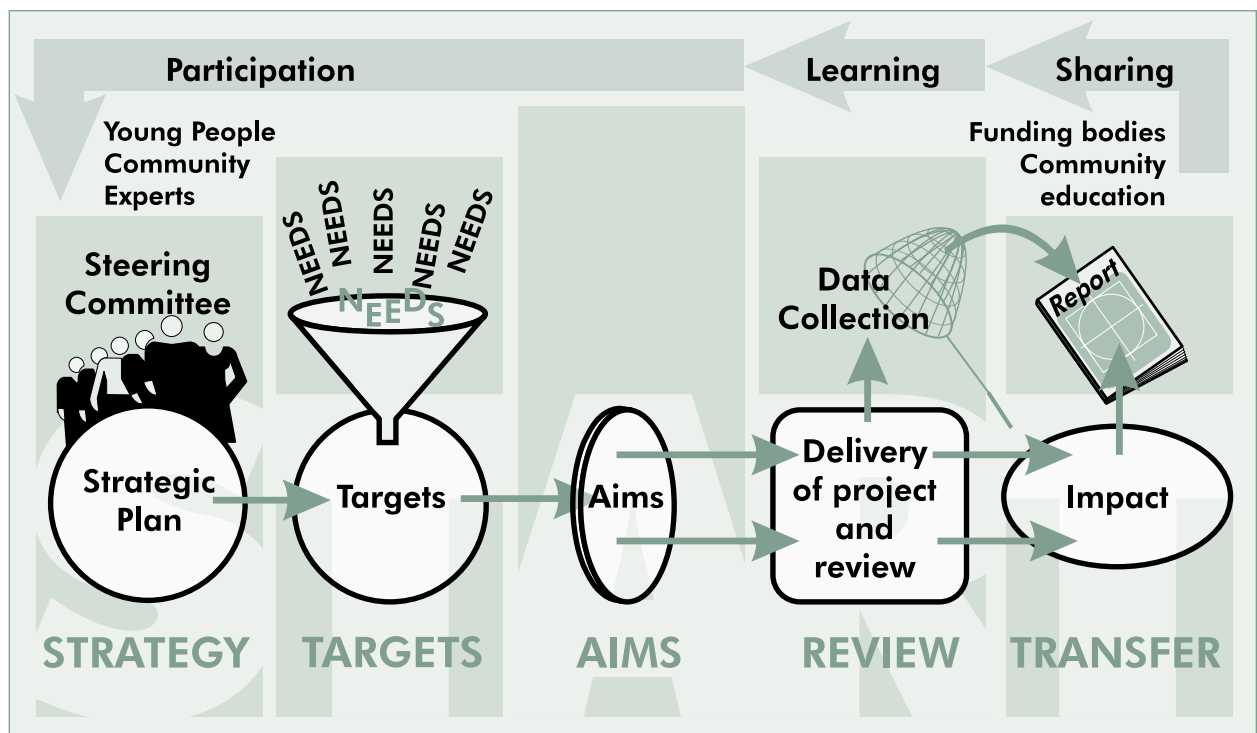 Participation
Learning
Sharing
Young People
Community
Experts
Funding bodies
Community
education
Steering
Committee
NEEDS
NEEDS
NEEDS
NEEDS
NEEDS
NEEDS
Data
Collection
Report
Strategic
Plan
Targets
Aims
Delivery
of project
and
review
Impact
S
T
A
R
T
STRATEGY
TARGETS
AIMS
REVIEW
TRANSFER